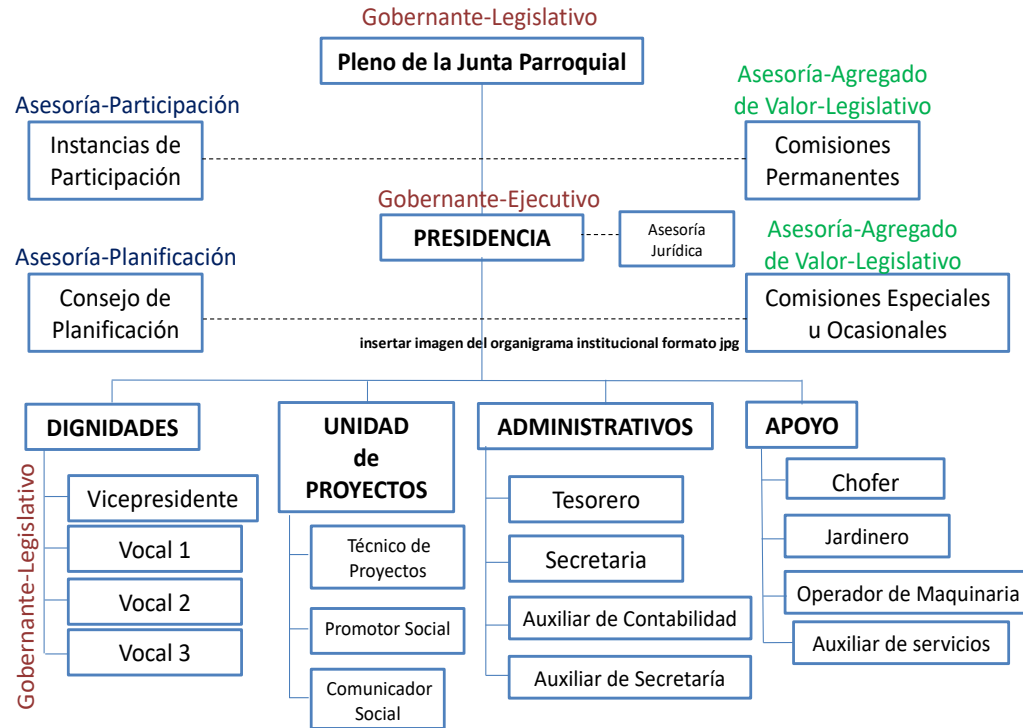 Gobernante-Legislativo
Pleno de la Junta Parroquial
Asesoría-Participación
Instancias de
Participación
Asesoría-Agregado
de Valor-Legislativo
Comisiones
Permanentes
Gobernante-Ejecutivo
PRESIDENCIA
Asesoría
Jurídica
Asesoría-Planificación
Consejo de
Planificación
Asesoría-Agregado
de Valor-Legislativo
Comisiones Especiales
u Ocasionales
insertar imagen del organigrama institucional formato jpg
Gobernante-Legislativo
DIGNIDADES
Vicepresidente
Vocal 1
Vocal 2
Vocal 3
UNIDAD
de
PROYECTOS
Técnico de
Proyectos
Promotor Social
Comunicador
Social
ADMINISTRATIVOS
Tesorero
Secretaria
Auxiliar de Contabilidad
Auxiliar de Secretaría
APOYO
Chofer
Jardinero
Operador de Maquinaria
Auxiliar de servicios